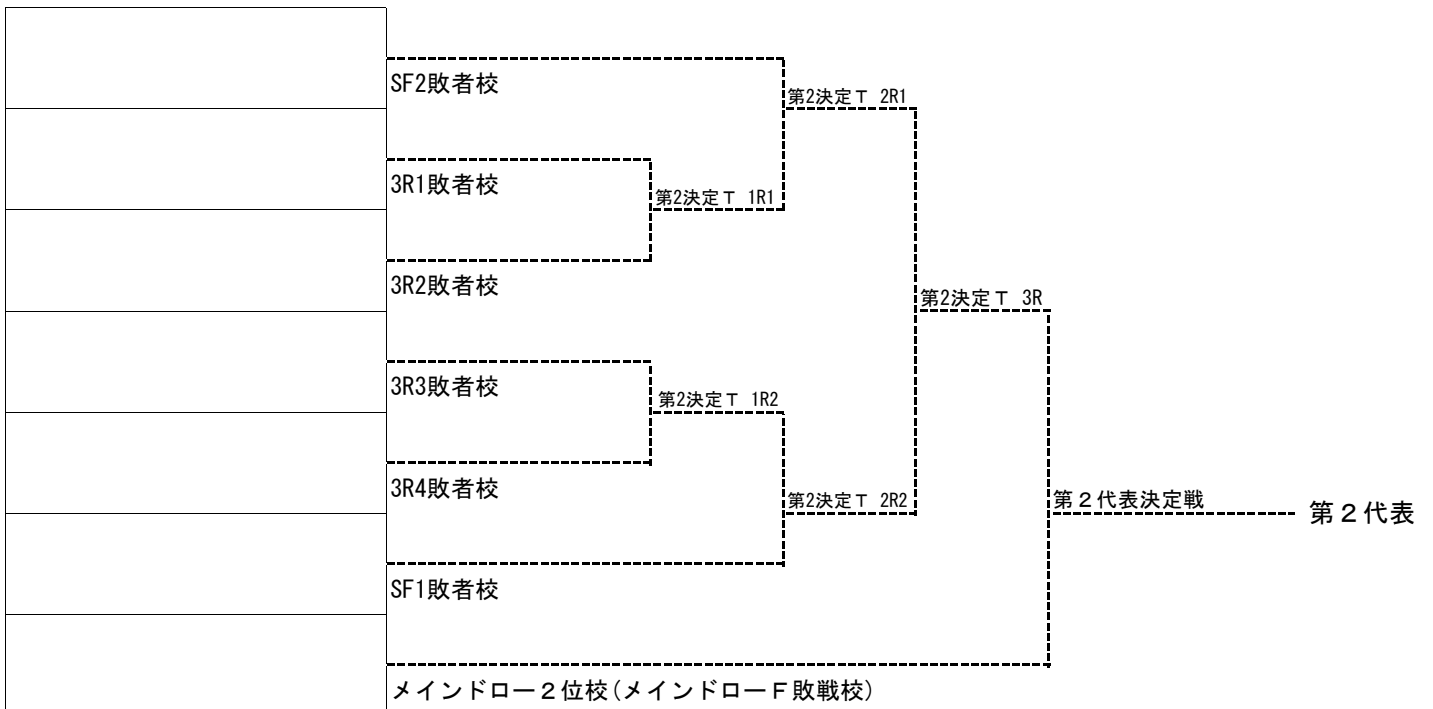 SF2敗者校
第2決定T 2R1
3R1敗者校
第2決定T 1R1
3R2敗者校
第2決定T 3R
3R3敗者校
第2決定T 1R2
3R4敗者校
第2決定T 2R2
第２代表決定戦
第２代表
SF1敗者校
メインドロー２位校(メインドローＦ敗戦校)